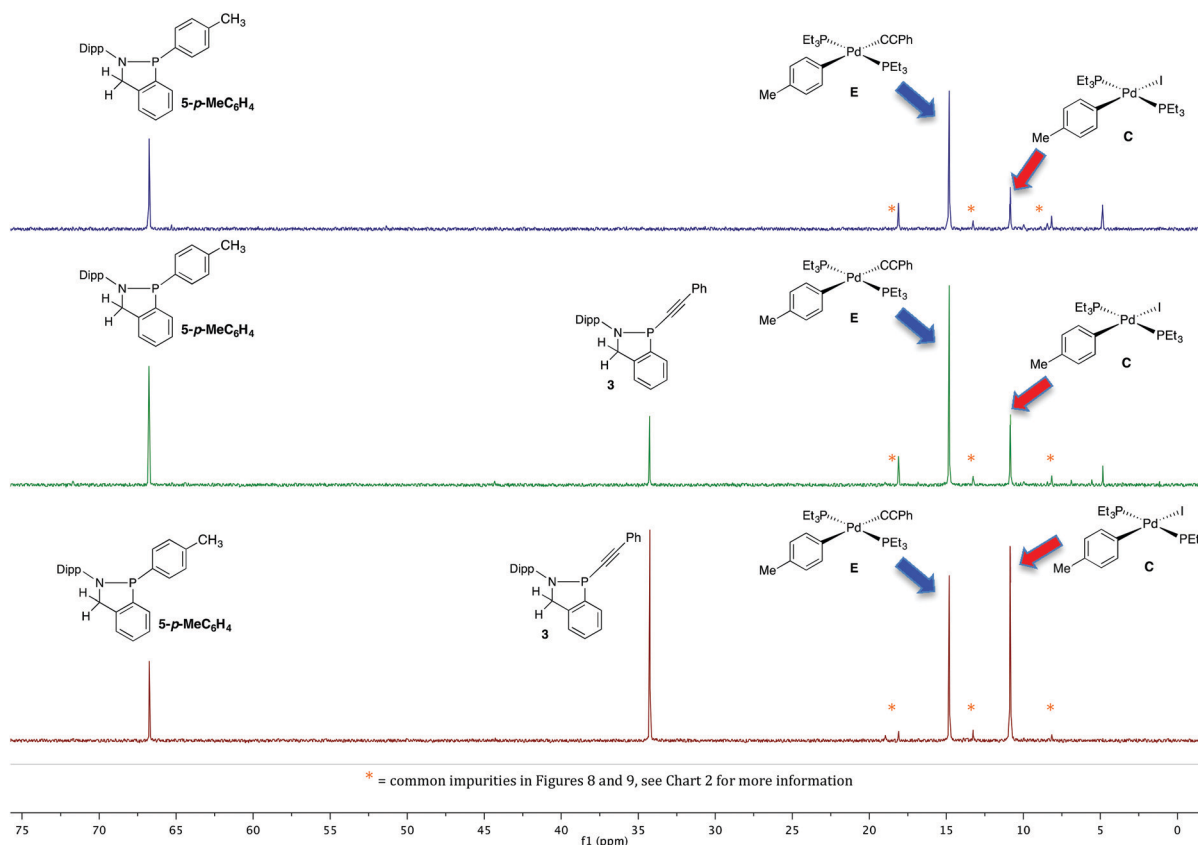 CH₃
Dipp
N
P
H
H
5-p-MeC₆H₄
Et₃P
CCPh
Pd
PEt₃
Me
E
Et₃P
I
Pd
PEt₃
Me
C
*
*
*
CH₃
Dipp
N
P
H
H
5-p-MeC₆H₄
Ph
Dipp
N
P
H
H
3
Et₃P
CCPh
Pd
PEt₃
Me
E
Et₃P
I
Pd
PEt₃
Me
C
*
*
*
CH₃
Dipp
N
P
H
H
5-p-MeC₆H₄
Ph
Dipp
N
P
H
H
3
Et₃P
CCPh
Pd
PEt₃
Me
E
Et₃P
I
Pd
PEt
Me
C
*
*
*
* = common impurities in Figures 8 and 9, see Chart 2 for more information
75 70 65 60 55 50 45 40 35 30 25 20 15 10 5 0
f1 (ppm)